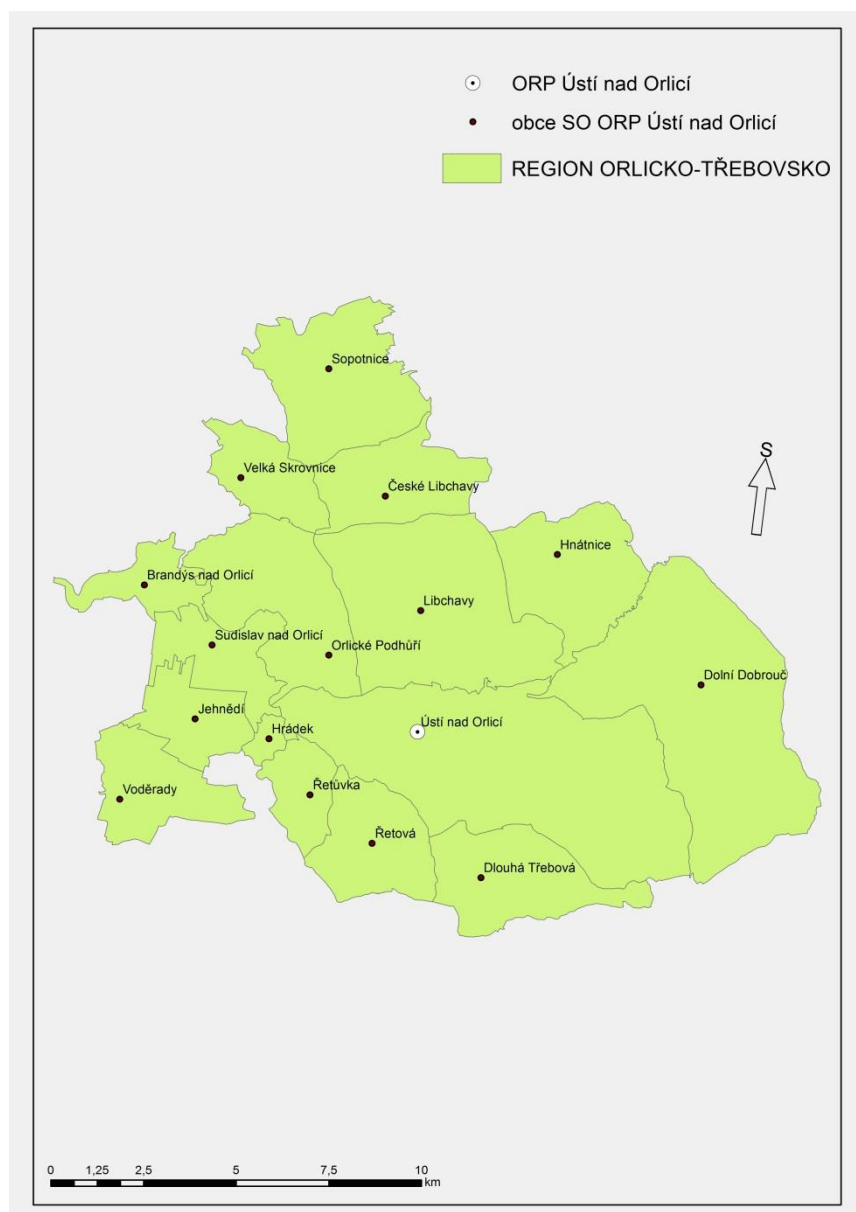 ORP Ústí nad Orlicí
obce SO ORP Ústí nad Orlicí
REGION ORLICKO-TŘEBOVSKO
Sopotnice
S
Velká Skrovnice
České Libchavy
Hnátnice
Brandýs nad Orlicí
Libchavy
Sudislav nad Orlicí
Orlické Podhůří
Dolní Dobrouč
Jehnědí
Ústí nad Orlicí
Hrádek
Řetůvka
Voděrady
Řetová
Dlouhá Třebová
0 1,25 2,5 5 7,5 10
km